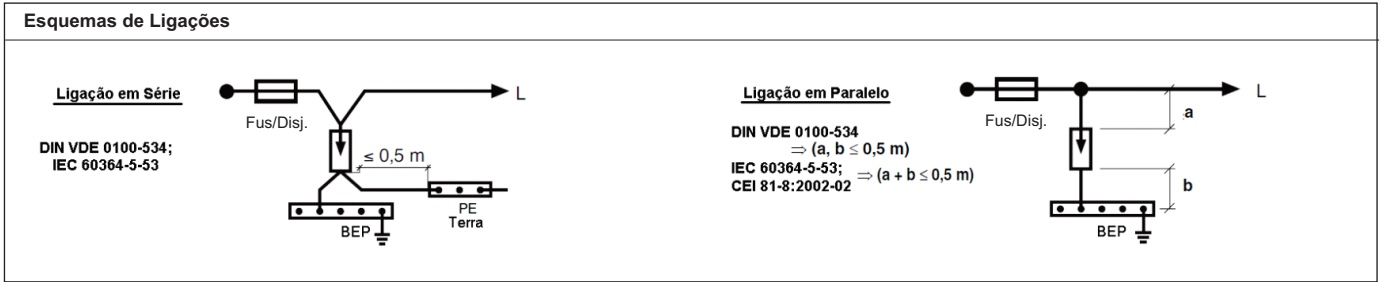 Esquemas de Ligações
Ligação em Série
DIN VDE 0100-534;
IEC 60364-5-53
Fus/Disj.
L
≤ 0,5 m
PE
Terra
BEP
Ligação em Paralelo
DIN VDE 0100-534
⇒ (a, b ≤ 0,5 m)
IEC 60364-5-53; ⇒ (a + b ≤ 0,5 m)
CEI 81-8:2002-02
Fus/Disj.
L
a
b
BEP